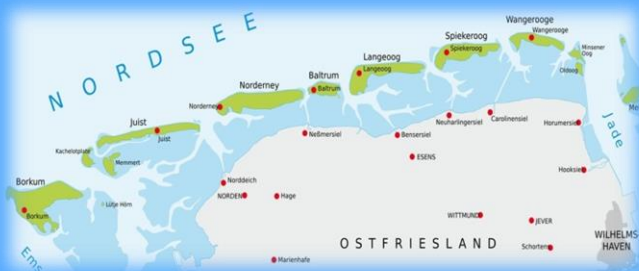 NORDSEE
Wangerooge
Wangerooge
Spiekeroog
Spiekeroog
Minsener
Oog
Oldoog
Langeoog
Langeoog
Baltrum
Baltrum
Norderney
Norderney
Juist
Juist
Kachelotplate
Memmert
Borkum
Borkum
Lütje Hörn
Neßmersiel
Bensersiel
Neuharlingersiel
Carolinensiel
Horumersiel
Jade
ESENS
Hooksiel
Norddeich
NORDEN
Hage
WITTMUND
JEVER
WILHELMS
HAVEN
OSTFRIESLAND
Schortens
Marienhafe
Ems